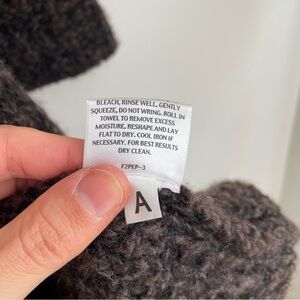 BLEACH, RINSE WELL. GENTLY
SQUEEZE, DO NOT WRING. ROLL IN
TOWEL TO REMOVE EXCESS
MOISTURE, RESHAPE AND LAY
FLAT TO DRY. COOL IRON IF
NECESSARY. FOR BEST RESULTS
DRY CLEAN.
F2PEP-3
A